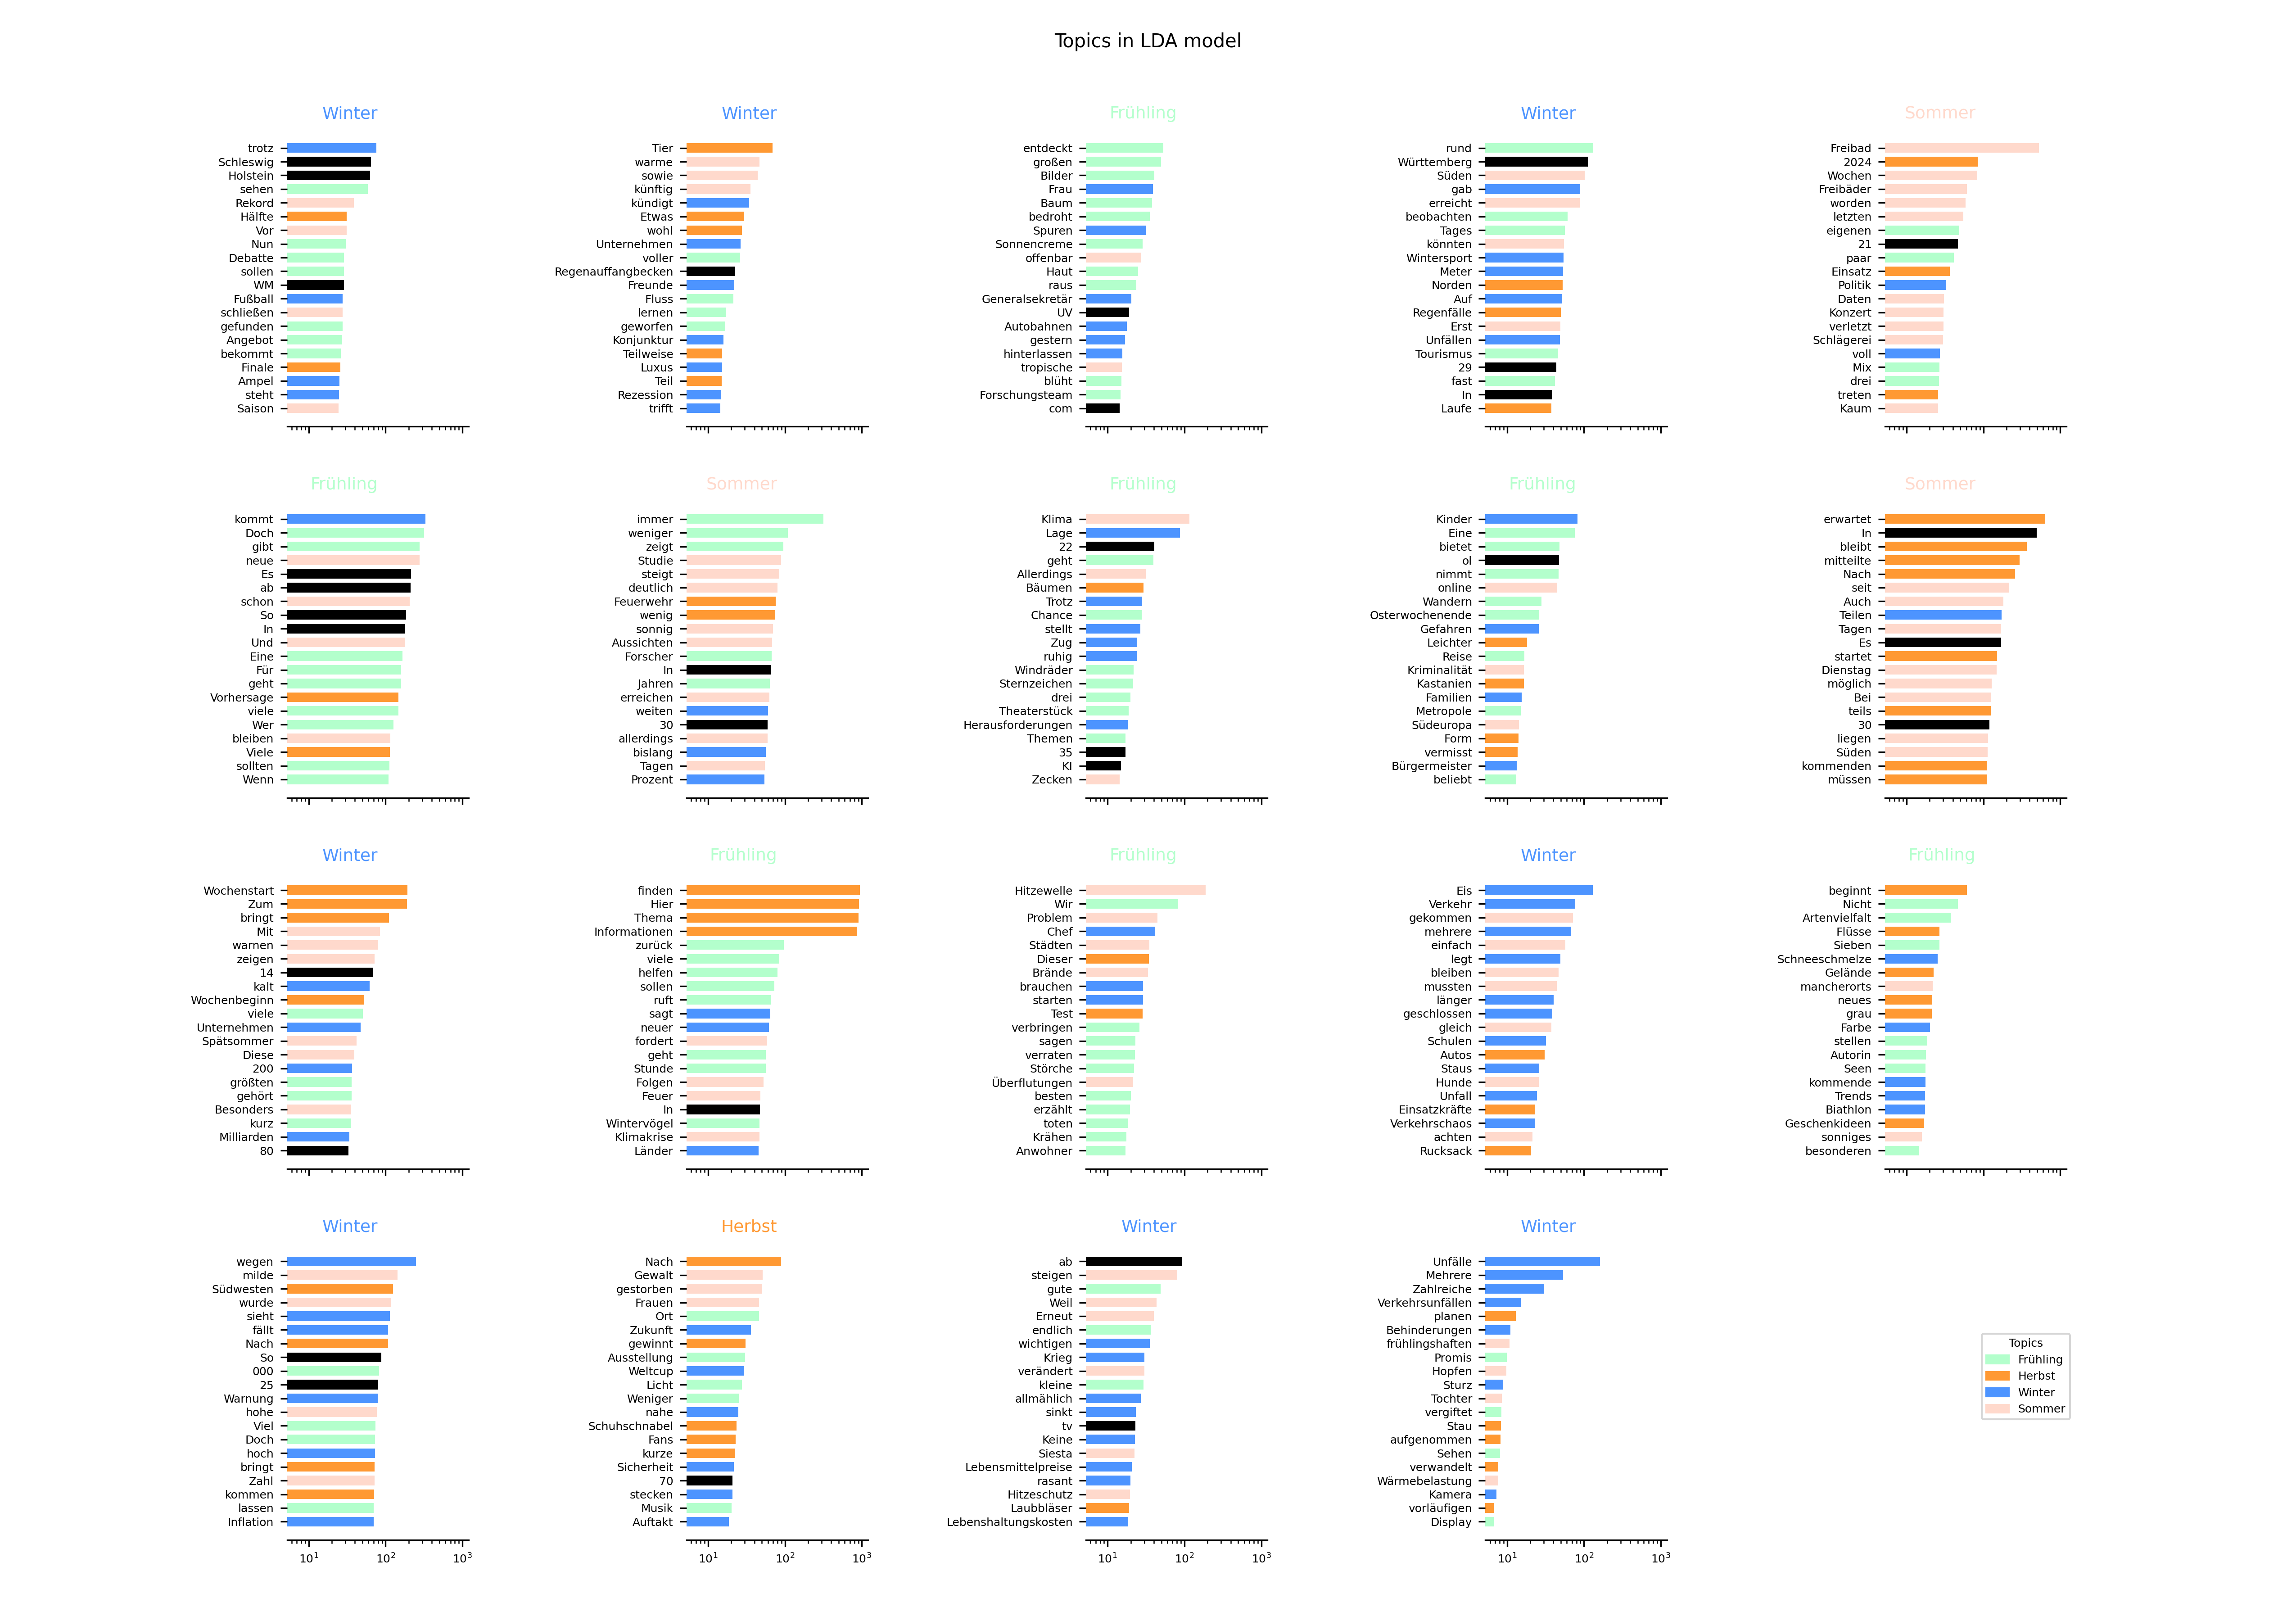 Topics in LDA model
Winter
trotz
Schleswig
Holstein
sehen
Rekord
Hälfte
Vor
Nun
Debatte
sollen
WM
Fußball
schließen
gefunden
Angebot
bekommt
Finale
Ampel
steht
Saison
Winter
Tier
warme
sowie
künftig
kündigt
Etwas
wohl
Unternehmen
voller
Regenauffangbecken
Freunde
Fluss
lernen
geworfen
Konjunktur
Teilweise
Luxus
Teil
Rezession
trifft
Frühling
entdeckt
großen
Bilder
Frau
Baum
bedroht
Spuren
Sonnencreme
offenbar
Haut
raus
Generalsekretär
UV
Autobahnen
gestern
hinterlassen
tropische
blüht
Forschungsteam
com
Winter
rund
Württemberg
Süden
gab
erreicht
beobachten
Tages
könnten
Wintersport
Meter
Norden
Auf
Regenfälle
Erst
Unfällen
Tourismus
29
fast
In
Laufe
Sommer
Freibad
2024
Wochen
Freibäder
worden
letzten
eigenen
21
paar
Einsatz
Politik
Daten
Konzert
verletzt
Schlägerei
voll
Mix
drei
treten
Kaum
Frühling
kommt
Doch
gibt
neue
Es
ab
schon
So
In
Und
Eine
Für
geht
Vorhersage
viele
Wer
bleiben
Viele
sollten
Wenn
Sommer
immer
weniger
zeigt
Studie
steigt
deutlich
Feuerwehr
wenig
sonnig
Aussichten
Forscher
In
Jahren
erreichen
weiten
30
allerdings
bislang
Tagen
Prozent
Frühling
Klima
Lage
22
geht
Allerdings
Bäumen
Trotz
Chance
stellt
Zug
ruhig
Windräder
Sternzeichen
drei
Theaterstück
Herausforderungen
Themen
35
KI
Zecken
Frühling
Kinder
Eine
bietet
ol
nimmt
online
Wandern
Osterwochenende
Gefahren
Leichter
Reise
Kriminalität
Kastanien
Familien
Metropole
Südeuropa
Form
vermisst
Bürgermeister
beliebt
Sommer
erwartet
In
bleibt
mitteilte
Nach
seit
Auch
Teilen
Tagen
Es
startet
Dienstag
möglich
Bei
teils
30
liegen
Süden
kommenden
müssen
Winter
Wochenstart
Zum
bringt
Mit
warnen
zeigen
14
kalt
Wochenbeginn
viele
Unternehmen
Spätsommer
Diese
200
größten
gehört
Besonders
kurz
Milliarden
80
Frühling
finden
Hier
Thema
Informationen
zurück
viele
helfen
sollen
ruft
sagt
neuer
fordert
geht
Stunde
Folgen
Feuer
In
Wintervögel
Klimakrise
Länder
Frühling
Hitzewelle
Wir
Problem
Chef
Städten
Dieser
Brände
brauchen
starten
Test
verbringen
sagen
verraten
Störche
Überflutungen
besten
erzählt
toten
Krähen
Anwohner
Winter
Eis
Verkehr
gekommen
mehrere
einfach
legt
bleiben
mussten
länger
geschlossen
gleich
Schulen
Autos
Staus
Hunde
Unfall
Einsatzkräfte
Verkehrschaos
achten
Rucksack
Frühling
beginnt
Nicht
Artenvielfalt
Flüsse
Sieben
Schneeschmelze
Gelände
mancherorts
neues
grau
Farbe
stellen
Autorin
Seen
kommende
Trends
Biathlon
Geschenkideen
sonniges
besonderen
Winter
wegen
milde
Südwesten
wurde
sieht
fällt
Nach
So
000
25
Warnung
hohe
Viel
Doch
hoch
bringt
Zahl
kommen
lassen
Inflation
10¹ 10² 10³
Herbst
Nach
Gewalt
gestorben
Frauen
Ort
Zukunft
gewinnt
Ausstellung
Weltcup
Licht
Weniger
nahe
Schuhschnabel
Fans
kurze
Sicherheit
70
stecken
Musik
Auftakt
10¹ 10² 10³
Winter
ab
steigen
gute
Weil
Erneut
endlich
wichtigen
Krieg
verändert
kleine
allmählich
sinkt
tv
Keine
Siesta
Lebensmittelpreise
rasant
Hitzeschutz
Laubbläser
Lebenshaltungskosten
10¹ 10² 10³
Winter
Unfälle
Mehrere
Zahlreiche
Verkehrsunfällen
planen
Behinderungen
frühlingshaften
Promis
Hopfen
Sturz
Tochter
vergiftet
Stau
aufgenommen
Sehen
verwandelt
Wärmebelastung
Kamera
vorläufigen
Display
10¹ 10² 10³
Topics
Frühling
Herbst
Winter
Sommer